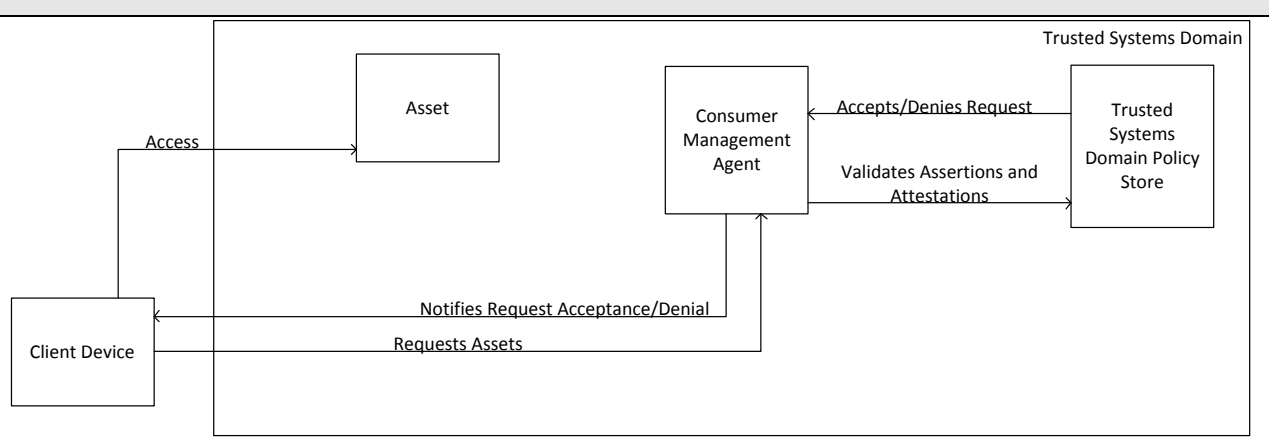 Trusted Systems Domain
Asset
Consumer
Management
Agent
Accepts/Denies Request
Trusted
Systems
Domain Policy
Store
Access
Validates Assertions and
Attestations
Notifies Request Acceptance/Denial
Client Device
Requests Assets